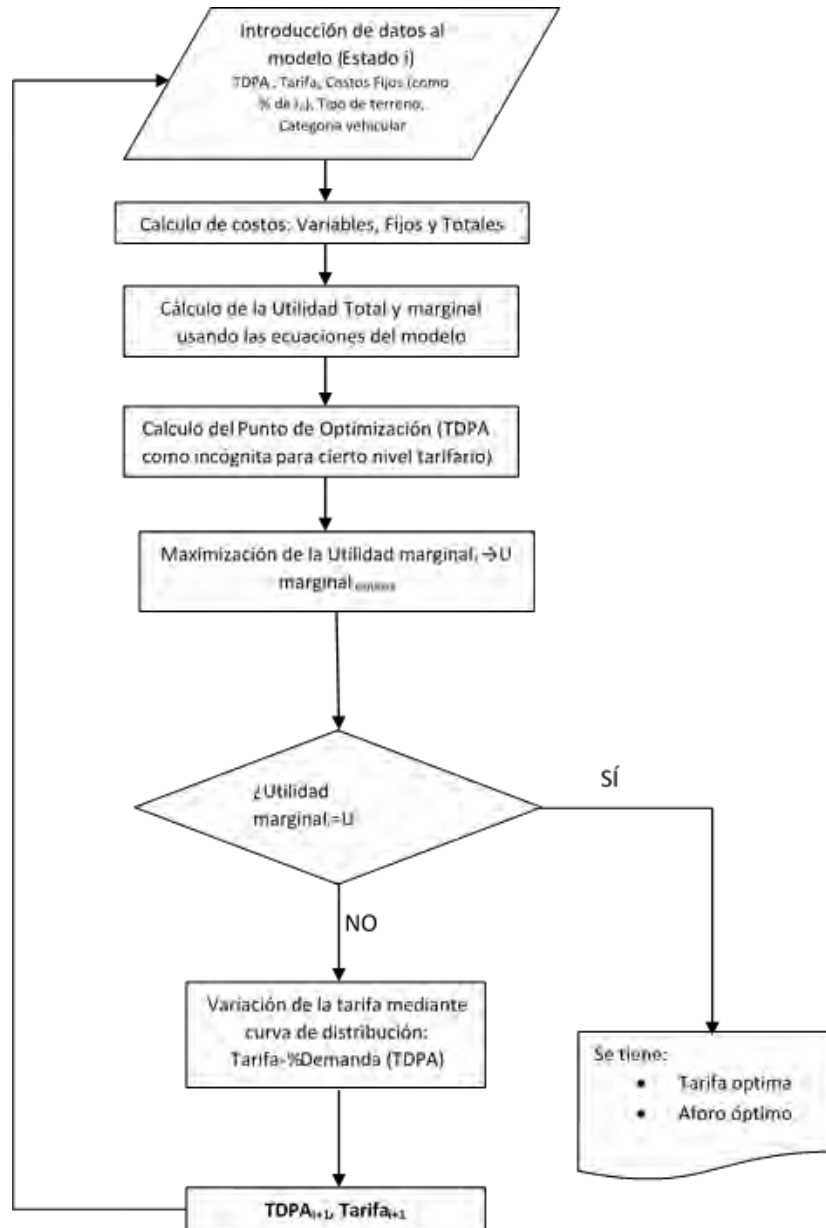 Introducción de datos al
modelo (Estado i)
TDPA , Tarifa, Costos Fijos (como
% de
Tipo de terreno,
Categoria vehicular
Calculo de costos: Variables, Fijos y Totales
Cálculo de la Utilidad Total y marginal
usando las ecuaciones del modelo
Calculo del Punto de Optimización (TDPA
como incógnita para cierto nivel tarifario)
Maximización de la Utilidad marginal →U
marginal
¿Utilidad
marginal =U
SÍ
NO
Variación de la tarifa mediante
curva de distribución:
Tarifa-%Demanda (TDPA)
Se tiene:
• Tarifa optima
• Aforo óptimo
TDPAi+1, Tarifai+1